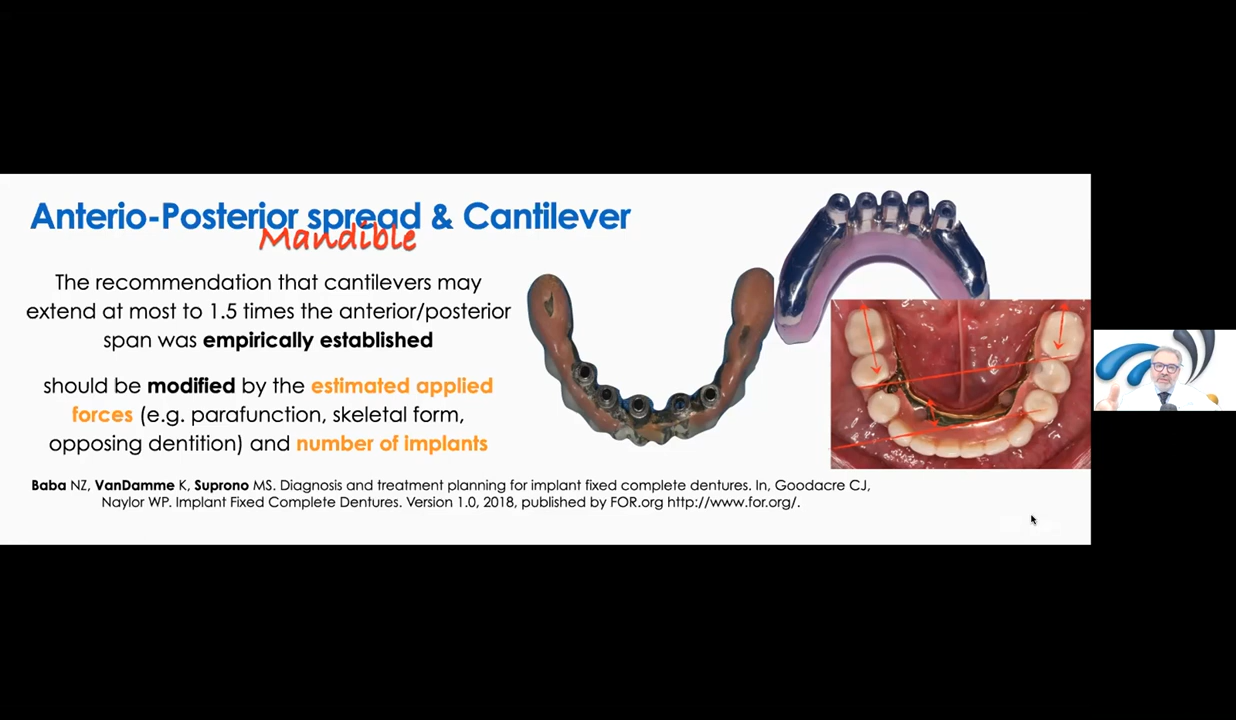 Anterio-Posterior spread & Cantilever
Mandible
The recommendation that cantilevers may
extend at most to 1.5 times the anterior/posterior
span was empirically established
should be modified by the estimated applied
forces (e.g. parafunction, skeletal form,
opposing dentition) and number of implants
Baba NZ, VanDamme K, Suprono MS. Diagnosis and treatment planning for implant fixed complete dentures. In, Goodacre CJ,
Naylor WP. Implant Fixed Complete Dentures. Version 1.0, 2018, published by FOR.org http://www.for.org/.